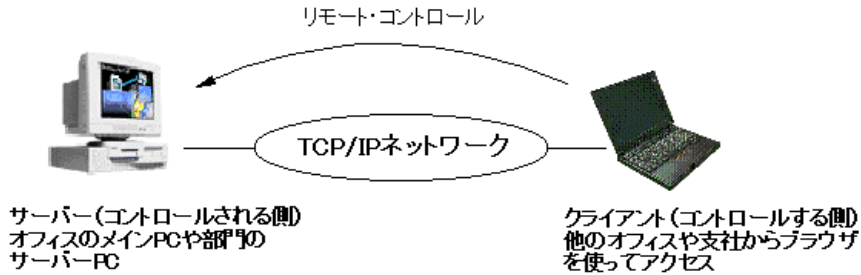 リモート・コントロール
TCP/IPネットワーク
サーバー(コントロールされる側)
オフィスのメインPCや部門の
サーバーPC
クライアント(コントロールする側)
他のオフィスや支社からブラウザ
を使ってアクセス